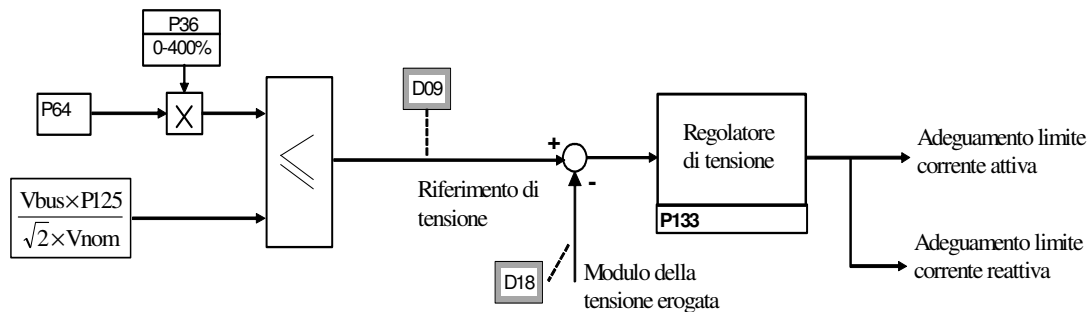 P36
0-400%
P64
X
D09
≤
Vbus×P125
√2×Vnom
+
-
Riferimento di
tensione
Regolatore
di tensione
P133
D18
Modulo della
tensione erogata
Adeguamento limite
corrente attiva
Adeguamento limite
corrente reattiva